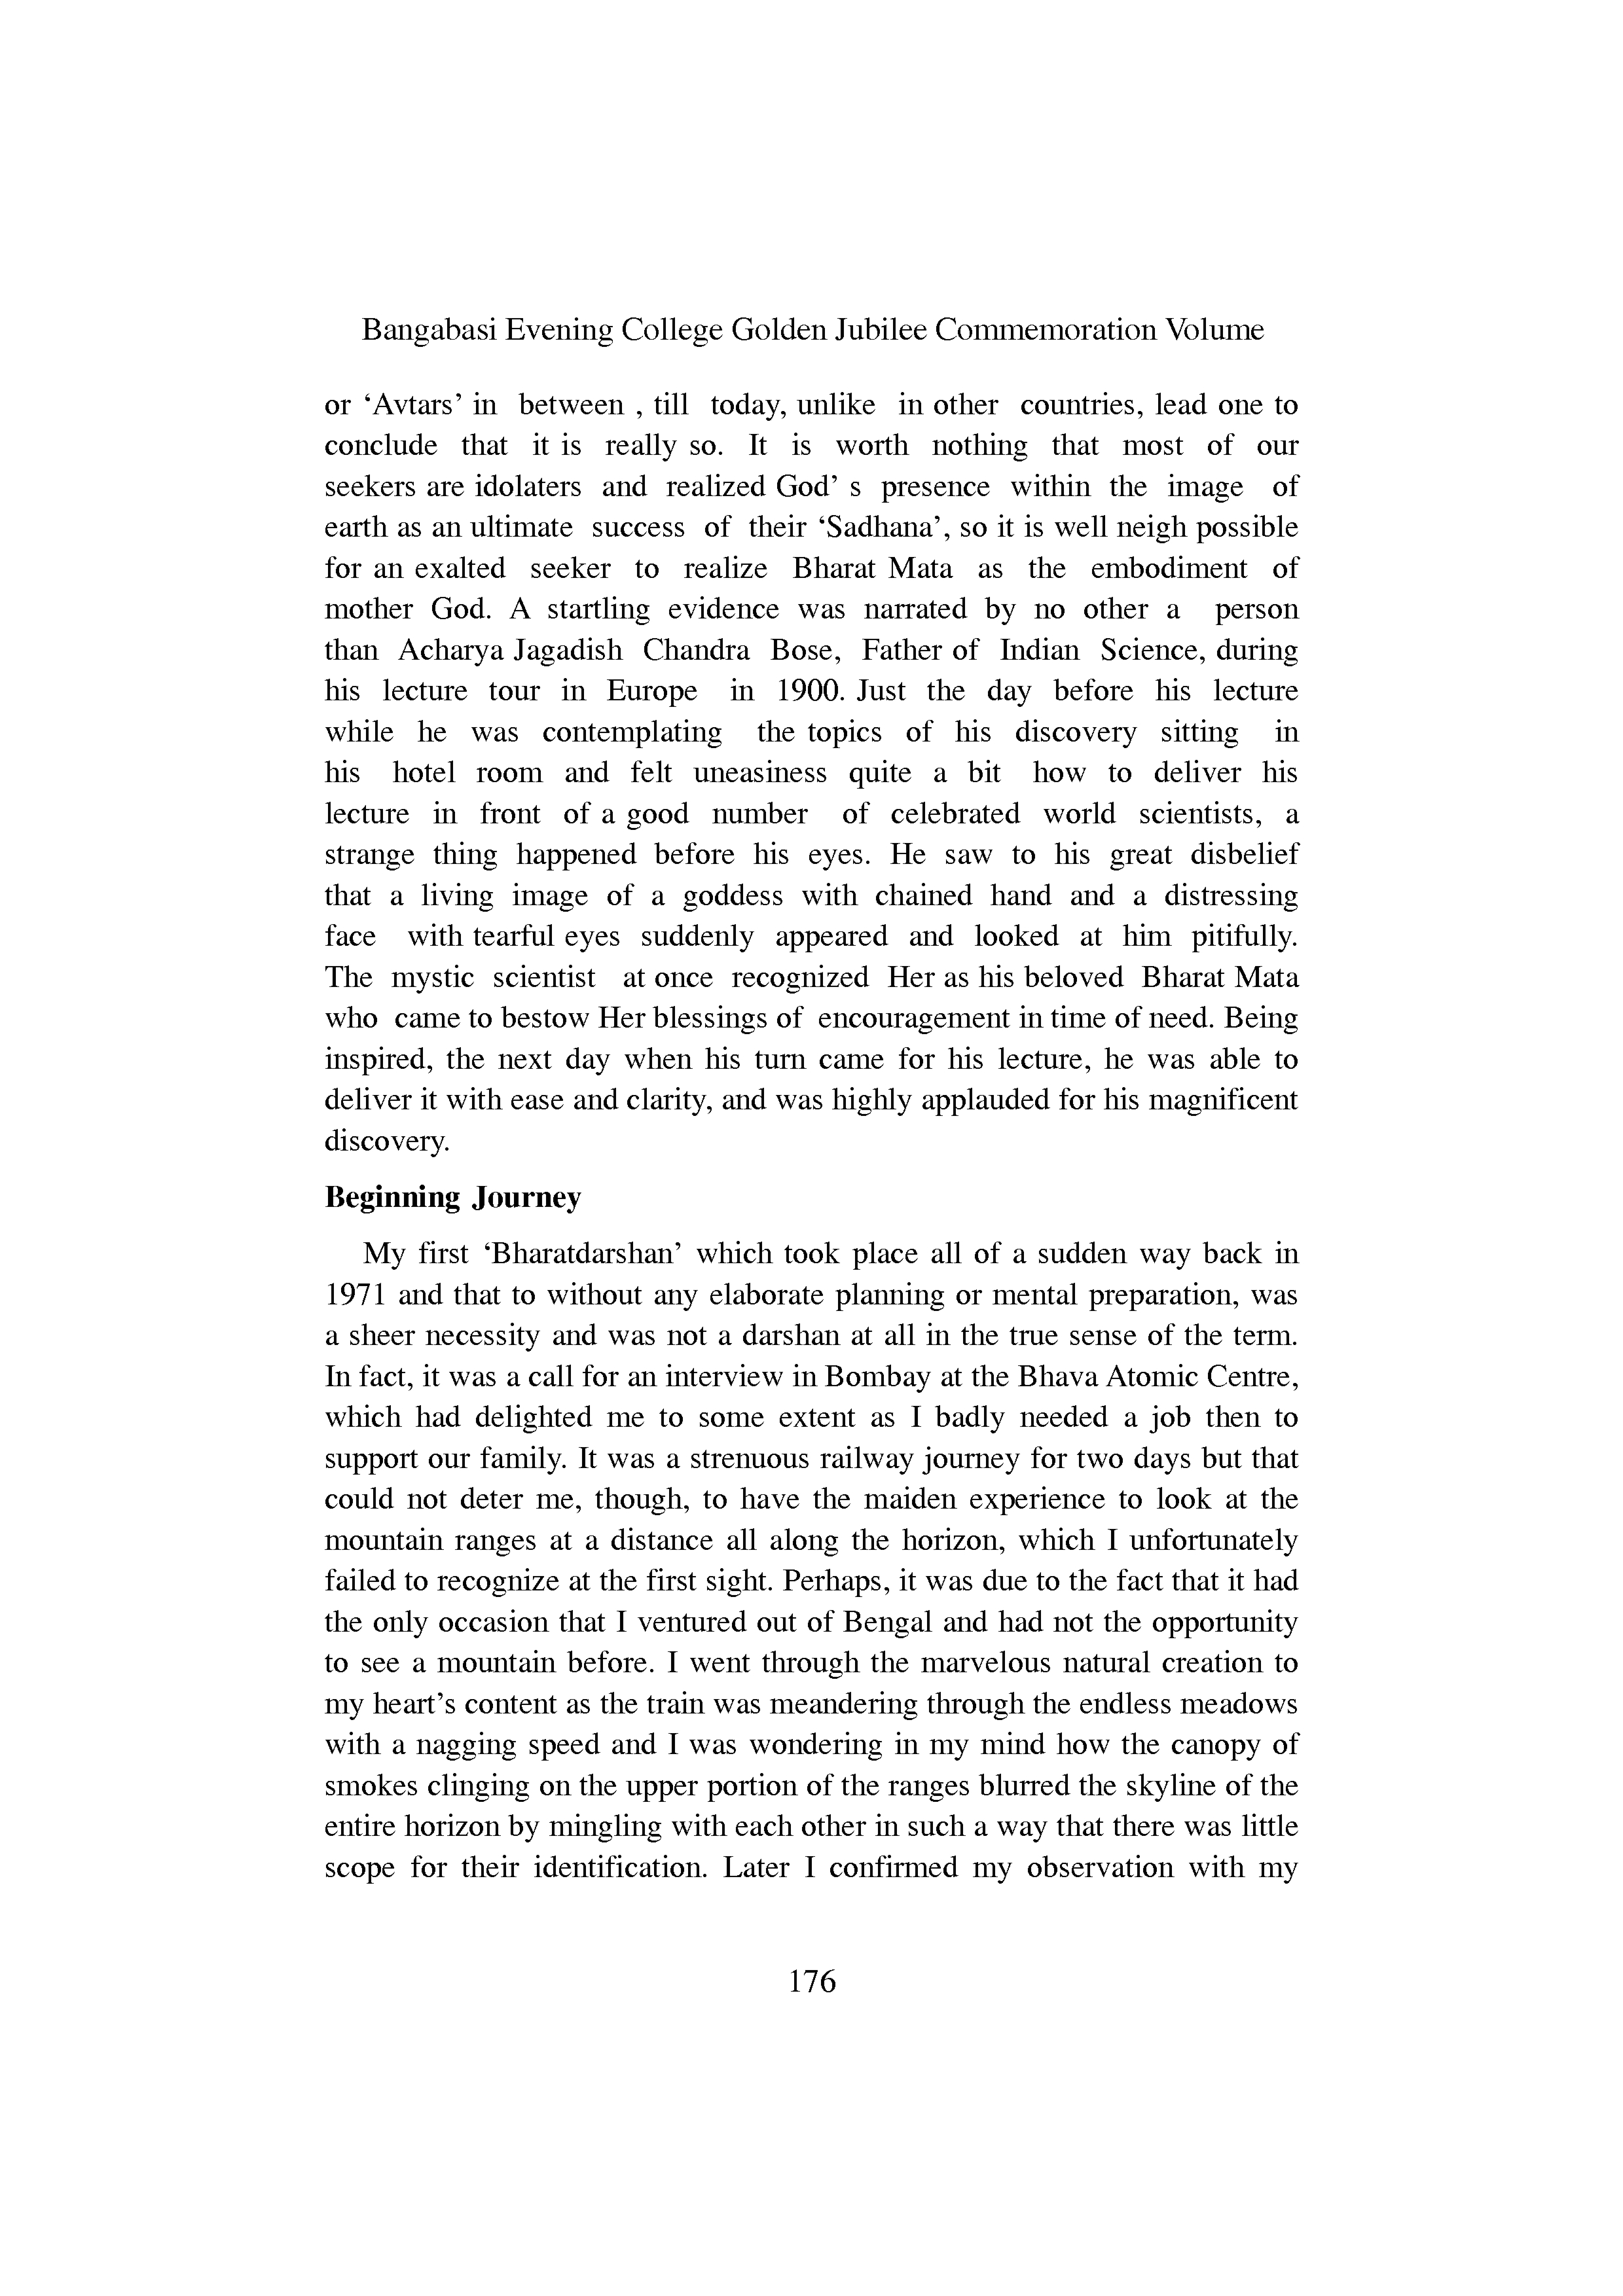 Bangabasi Evening College Golden Jubilee Commemoration Volume
or ‘Avtars’ in between , till today, unlike in other countries, lead one to
conclude that it is really so. It is worth nothing that most of our
seekers are idolaters and realized God’ s presence within the image of
earth as an ultimate success of their ‘Sadhana’, so it is well neigh possible
for an exalted seeker to realize Bharat Mata as the embodiment of
mother God. A startling evidence was narrated by no other a person
than Acharya Jagadish Chandra Bose, Father of Indian Science, during
his lecture tour in Europe in 1900. Just the day before his lecture
while he was contemplating the topics of his discovery sitting in
his hotel room and felt uneasiness quite a bit how to deliver his
lecture in front of a good number of celebrated world scientists, a
strange thing happened before his eyes. He saw to his great disbelief
that a living image of a goddess with chained hand and a distressing
face with tearful eyes suddenly appeared and looked at him pitifully.
The mystic scientist at once recognized Her as his beloved Bharat Mata
who came to bestow Her blessings of encouragement in time of need. Being
inspired, the next day when his turn came for his lecture, he was able to
deliver it with ease and clarity, and was highly applauded for his magnificent
discovery.
Beginning Journey
My first ‘Bharatdarshan’ which took place all of a sudden way back in
1971 and that to without any elaborate planning or mental preparation, was
a sheer necessity and was not a darshan at all in the true sense of the term.
In fact, it was a call for an interview in Bombay at the Bhava Atomic Centre,
which had delighted me to some extent as I badly needed a job then to
support our family. It was a strenuous railway journey for two days but that
could not deter me, though, to have the maiden experience to look at the
mountain ranges at a distance all along the horizon, which I unfortunately
failed to recognize at the first sight. Perhaps, it was due to the fact that it had
the only occasion that I ventured out of Bengal and had not the opportunity
to see a mountain before. I went through the marvelous natural creation to
my heart’s content as the train was meandering through the endless meadows
with a nagging speed and I was wondering in my mind how the canopy of
smokes clinging on the upper portion of the ranges blurred the skyline of the
entire horizon by mingling with each other in such a way that there was little
scope for their identification. Later I confirmed my observation with my
176